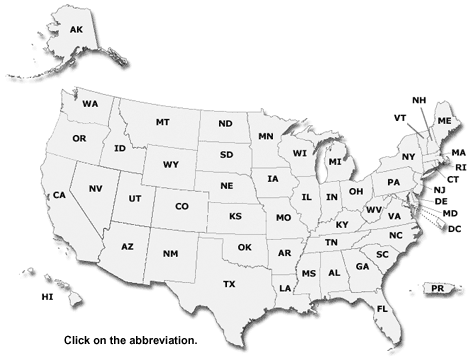 AK
WA
MT
ND
MN
NH
VT
ME
OR
ID
WY
SD
WI
MI
NY
MA
RI
CT
NE
IA
PA
NJ
DE
MD
DC
CA
NV
UT
CO
KS
MO
IL
IN
OH
WV
VA
KY
AZ
NM
OK
AR
TN
NC
SC
TX
LA
MS
AL
GA
FL
HI
PR
Click on the abbreviation.